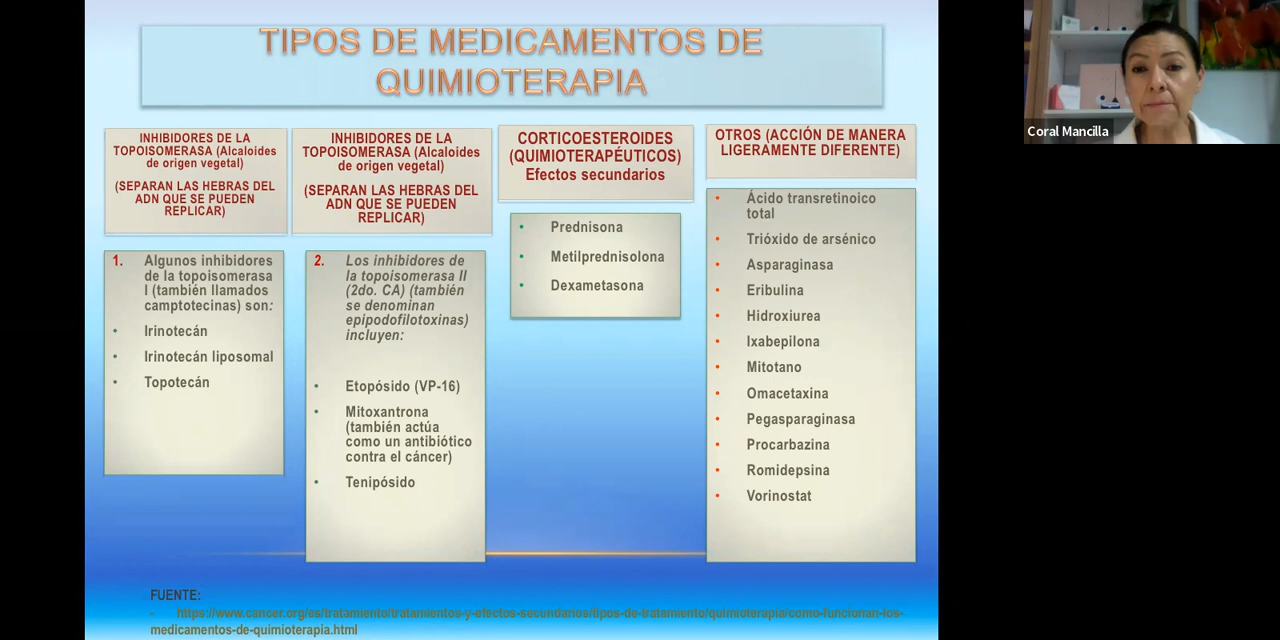 TIPOS DE MEDICAMENTOS DE
QUIMIOTERAPIA
INHIBIDORES DE LA
TOPOISOMERASA (Alcaloides
de origen vegetal)
(SEPARAN LAS HEBRAS DEL
ADN QUE SE PUEDEN
REPLICAR)
1. Algunos inhibidores
de la topoisomerasa
I (también llamados
camptotecinas) son:
• Irinotecán
• Irinotecán liposomal
• Topotecán
INHIBIDORES DE LA
TOPOISOMERASA (Alcaloides
de origen vegetal)
(SEPARAN LAS HEBRAS DEL
ADN QUE SE PUEDEN
REPLICAR)
2. Los inhibidores de
la topoisomerasa II
(2do. CA) (también
se denominan
epipodofilotoxinas)
incluyen:
• Etopósido (VP-16)
• Mitoxantrona
(también actúa
como un antibiótico
contra el cáncer)
• Tenipósido
CORTICOESTEROIDES
(QUIMIOTERAPÉUTICOS)
Efectos secundarios
• Prednisona
• Metilprednisolona
• Dexametasona
OTROS (ACCIÓN DE MANERA
LIGERAMENTE DIFERENTE)
• Ácido transretinoico
total
• Trióxido de arsénico
• Asparaginasa
• Eribulina
• Hidroxiurea
• Ixabepilona
• Mitotano
• Omacetaxina
• Pegasparaginasa
• Procarbazina
• Romidepsina
• Vorinostat
FUENTE:
- https://www.cancer.org/es/tratamiento/tratamientos-y-efectos-secundarios/tipos-de-tratamiento/quimioterapia/como-funcionan-los-
medicamentos-de-quimioterapia.html
Coral Mancilla